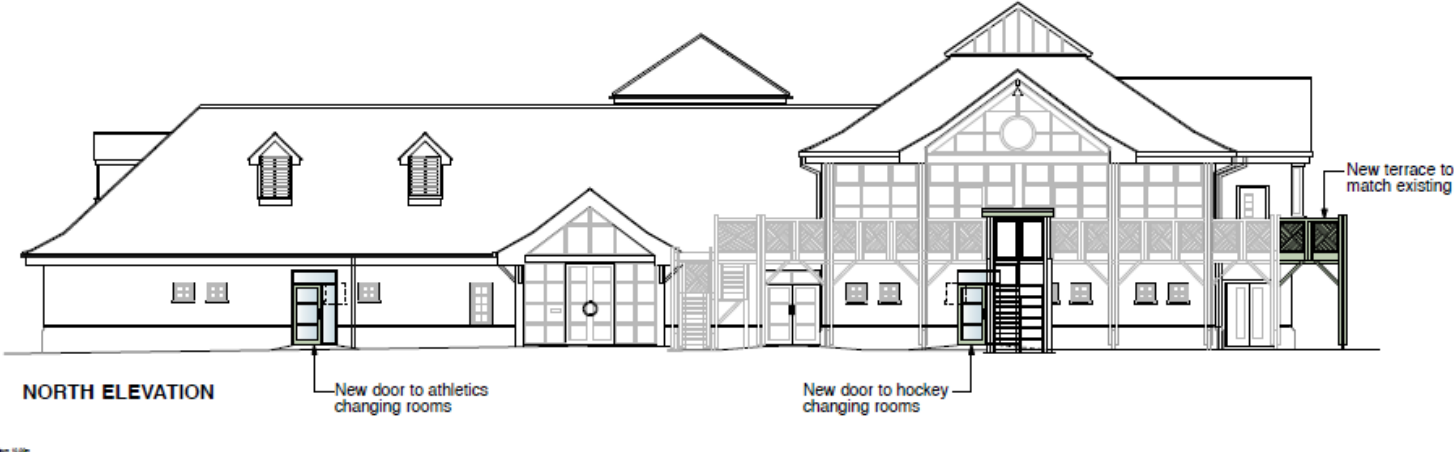 New terrace to
match existing
NORTH ELEVATION
New door to athletics
changing rooms
New door to hockey
changing rooms